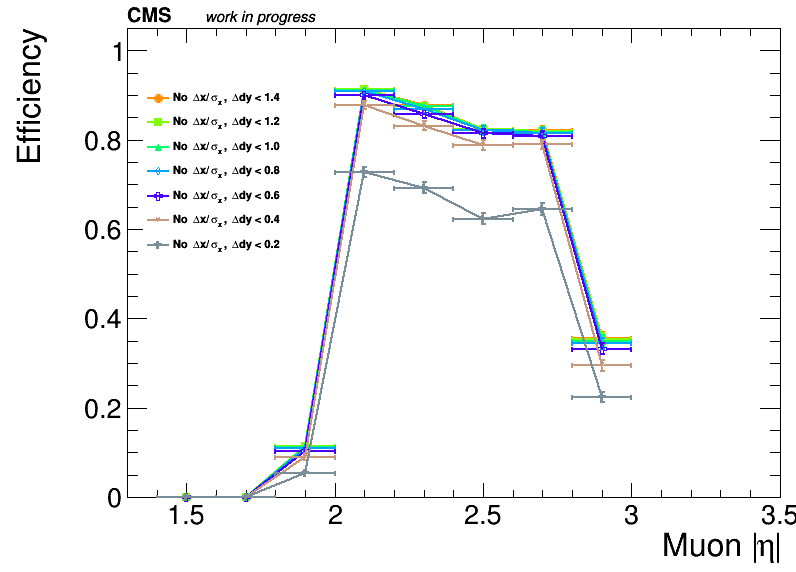 CMS work in progress
Efficiency
1
0.8
0.6
0.4
0.2
0
No Δx/σx, Δdy < 1.4
No Δx/σx, Δdy < 1.2
No Δx/σx, Δdy < 1.0
No Δx/σx, Δdy < 0.8
No Δx/σx, Δdy < 0.6
No Δx/σx, Δdy < 0.4
No Δx/σx, Δdy < 0.2
1.5 2 2.5 3 3.5
Muon |η|